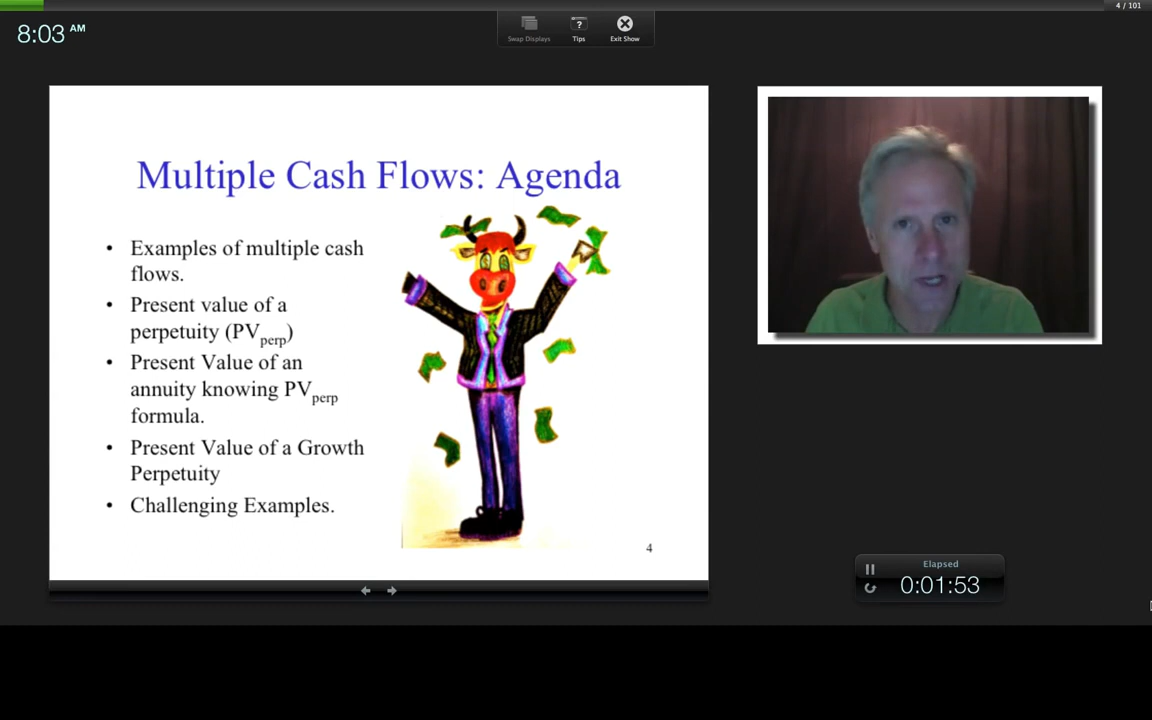 4 / 101
8:03 AM
Swap Displays
Tips
Exit Show
Multiple Cash Flows: Agenda
• Examples of multiple cash
flows.
• Present value of a
perpetuity (PVperp)
• Present Value of an
annuity knowing PVperp
formula.
• Present Value of a Growth
Perpetuity
• Challenging Examples.
4
Elapsed
0:01:53